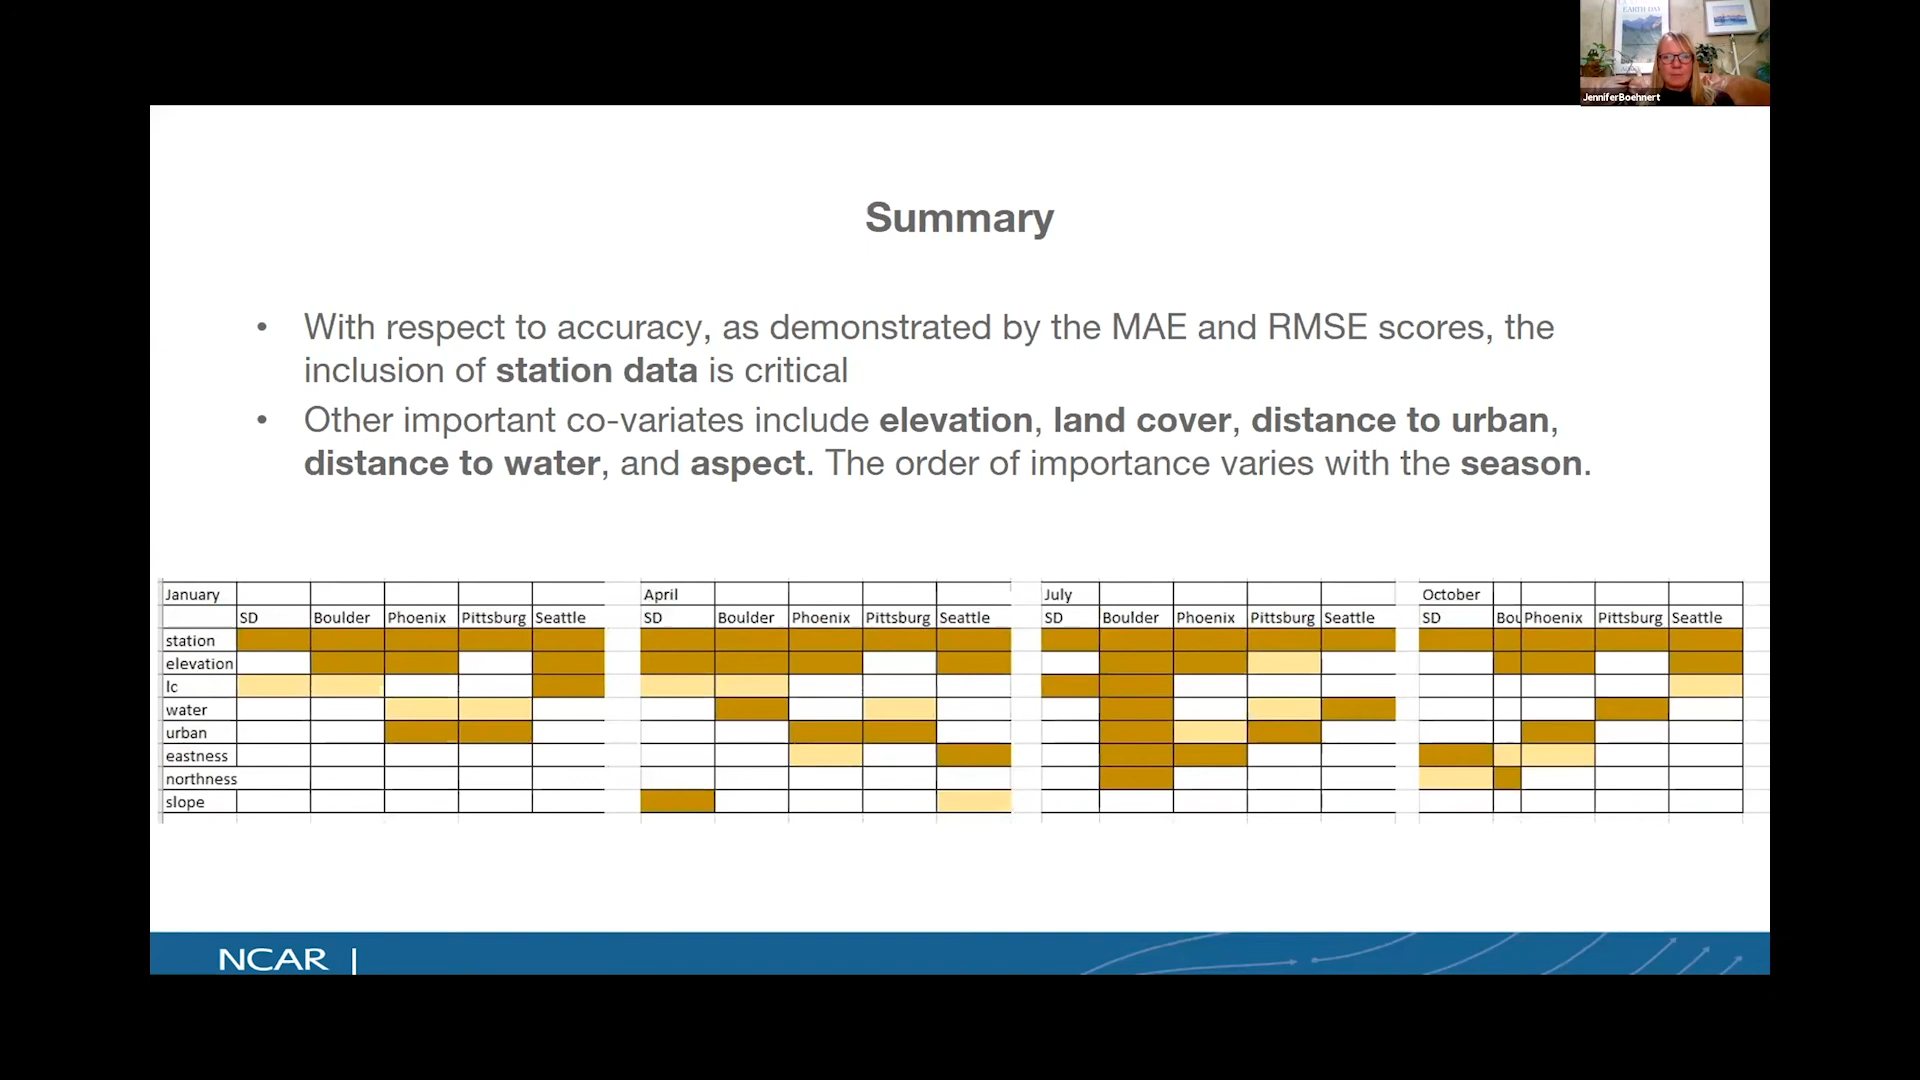 EARTH DAY
JenniferBoehnert
Summary
• With respect to accuracy, as demonstrated by the MAE and RMSE scores, the
inclusion of station data is critical
• Other important co-variates include elevation, land cover, distance to urban,
distance to water, and aspect. The order of importance varies with the season.
January April July October
SD Boulder Phoenix Pittsburg Seattle SD Boulder Phoenix Pittsburg Seattle SD Boulder Phoenix Pittsburg Seattle SD Bou Phoenix Pittsburg Seattle
station
elevation
lc
water
urban
eastness
northness
slope
NCAR |